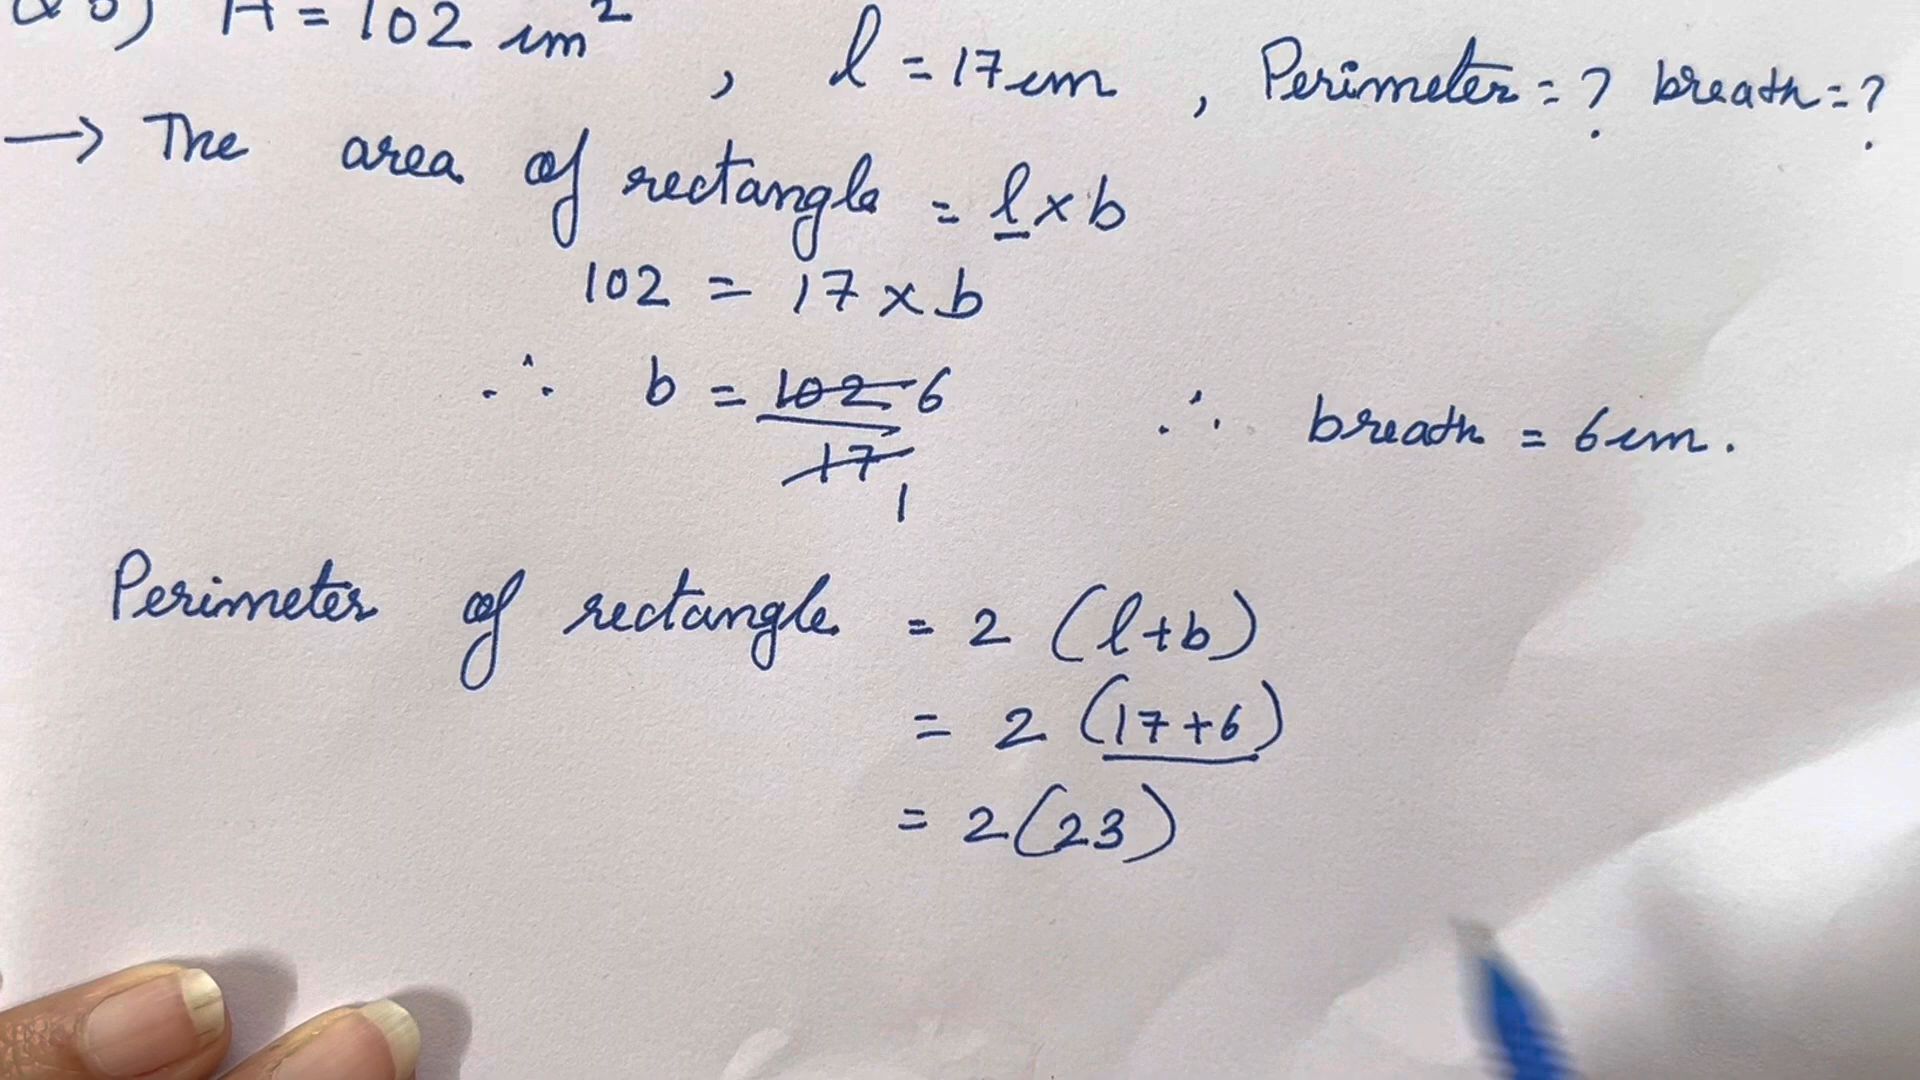 A = 102 cm² , l = 17 cm , Perimeter = ? breath = ?
→ The area of rectangle = l × b
102 = 17 × b
∴ b = 102 6 ∴ breath = 6 cm.
17 1
Perimeter of rectangle = 2 (l+b)
= 2 (17+6)
= 2(23)